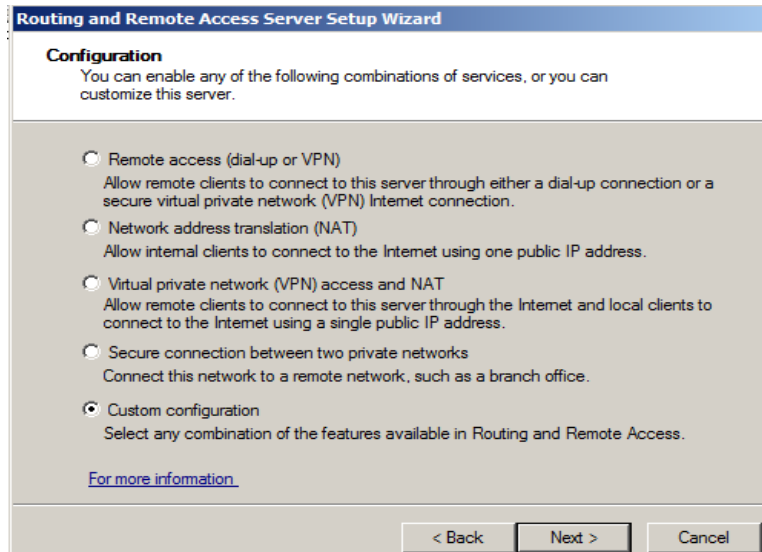 Routing and Remote Access Server Setup Wizard
Configuration
You can enable any of the following combinations of services, or you can
customize this server.
Remote access (dial-up or VPN)
Allow remote clients to connect to this server through either a dial-up connection or a
secure virtual private network (VPN) Internet connection.
Network address translation (NAT)
Allow internal clients to connect to the Internet using one public IP address.
Virtual private network (VPN) access and NAT
Allow remote clients to connect to this server through the Internet and local clients to
connect to the Internet using a single public IP address.
Secure connection between two private networks
Connect this network to a remote network, such as a branch office.
Custom configuration
Select any combination of the features available in Routing and Remote Access.
For more information
< Back Next > Cancel